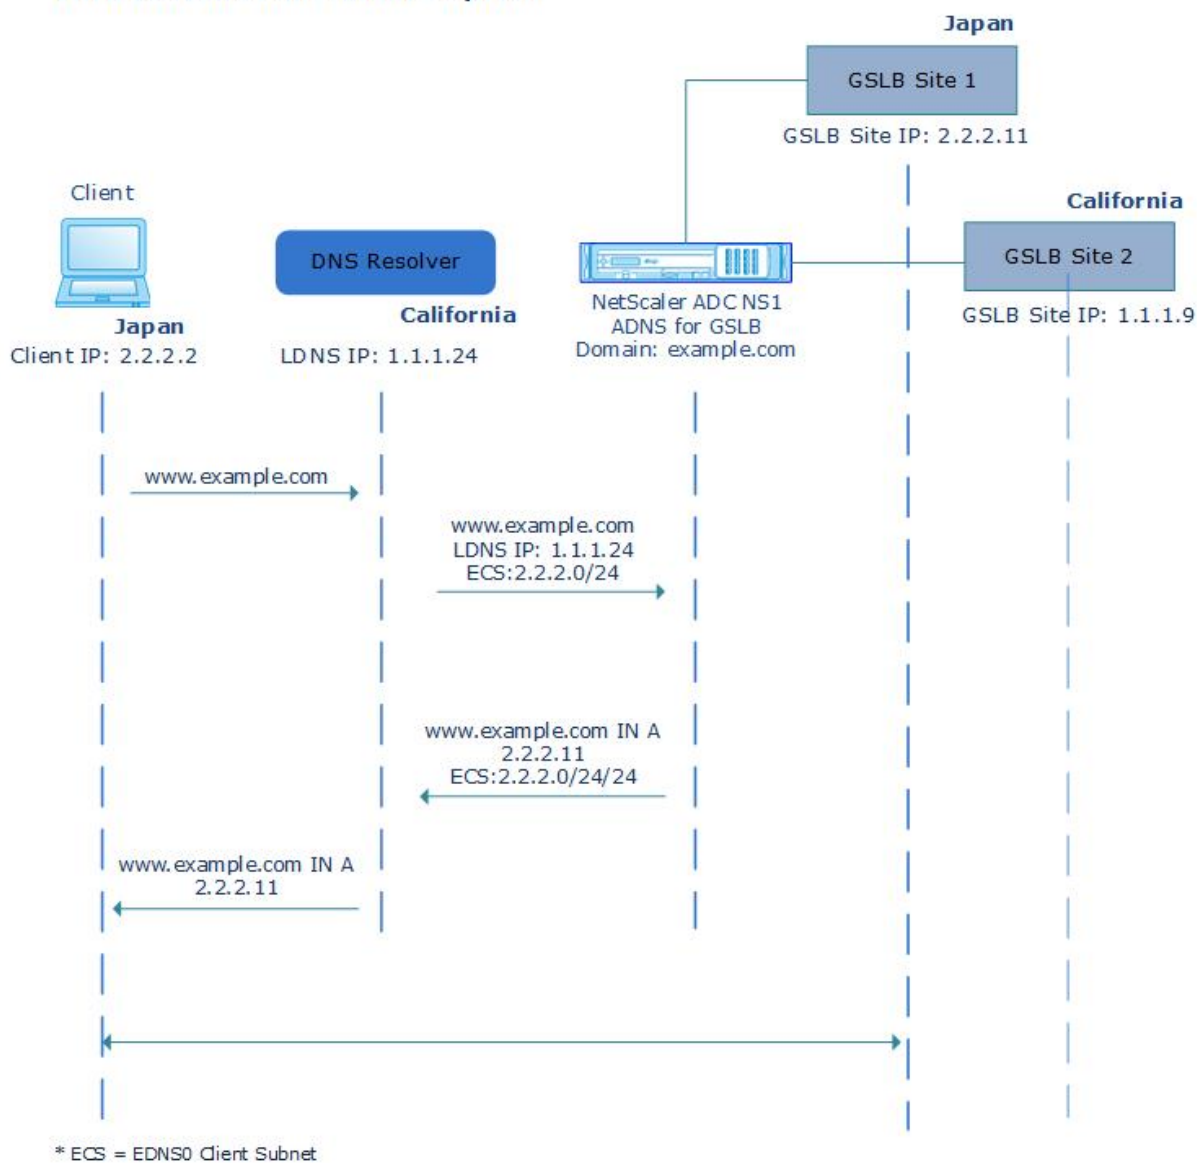 Japan
GSLB Site 1
GSLB Site IP: 2.2.2.11
California
GSLB Site 2
GSLB Site IP: 1.1.1.9
Client
Japan
Client IP: 2.2.2.2
DNS Resolver
California
LDNS IP: 1.1.1.24
NetScaler ADC NS1
ADNS for GSLB
Domain: example.com
www.example.com
www.example.com
LDNS IP: 1.1.1.24
ECS:2.2.2.0/24
www.example.com IN A
2.2.2.11
ECS:2.2.2.0/24/24
www.example.com IN A
2.2.2.11
* ECS = EDNS0 Client Subnet